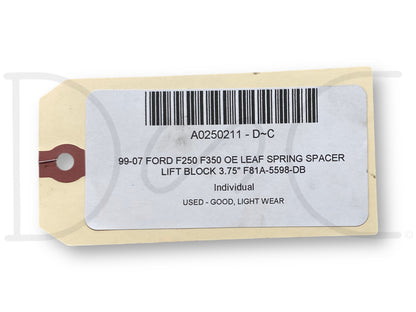 A0250211 - D~C
99-07 FORD F250 F350 OE LEAF SPRING SPACER
LIFT BLOCK 3.75" F81A-5598-DB
Individual
USED - GOOD, LIGHT WEAR